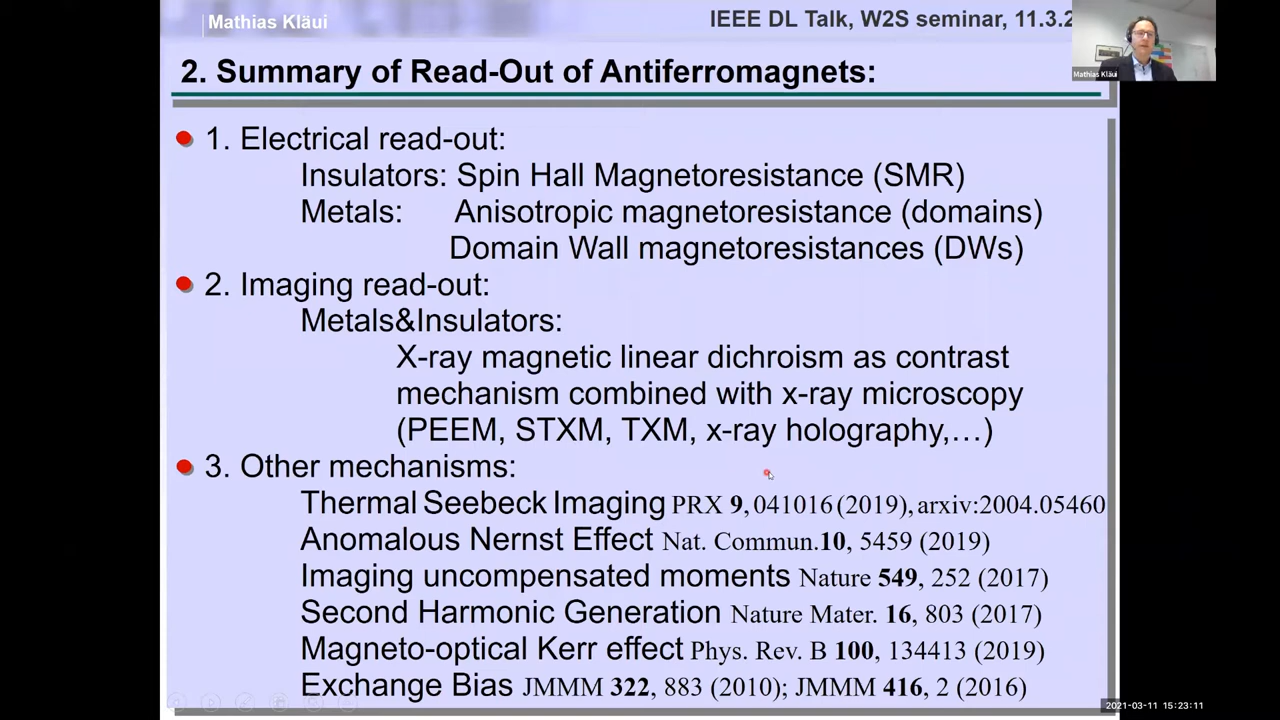 Mathias Kläui
IEEE DL Talk, W2S seminar, 11.3.2
Mathias Kläui
2. Summary of Read-Out of Antiferromagnets:
1. Electrical read-out:
Insulators: Spin Hall Magnetoresistance (SMR)
Metals: Anisotropic magnetoresistance (domains)
Domain Wall magnetoresistances (DWs)
2. Imaging read-out:
Metals&Insulators:
X-ray magnetic linear dichroism as contrast
mechanism combined with x-ray microscopy
(PEEM, STXM, TXM, x-ray holography,…)
3. Other mechanisms:
Thermal Seebeck Imaging PRX 9, 041016 (2019), arxiv:2004.05460
Anomalous Nernst Effect Nat. Commun.10, 5459 (2019)
Imaging uncompensated moments Nature 549, 252 (2017)
Second Harmonic Generation Nature Mater. 16, 803 (2017)
Magneto-optical Kerr effect Phys. Rev. B 100, 134413 (2019)
Exchange Bias JMMM 322, 883 (2010); JMMM 416, 2 (2016)
2021-03-11 15:23:11